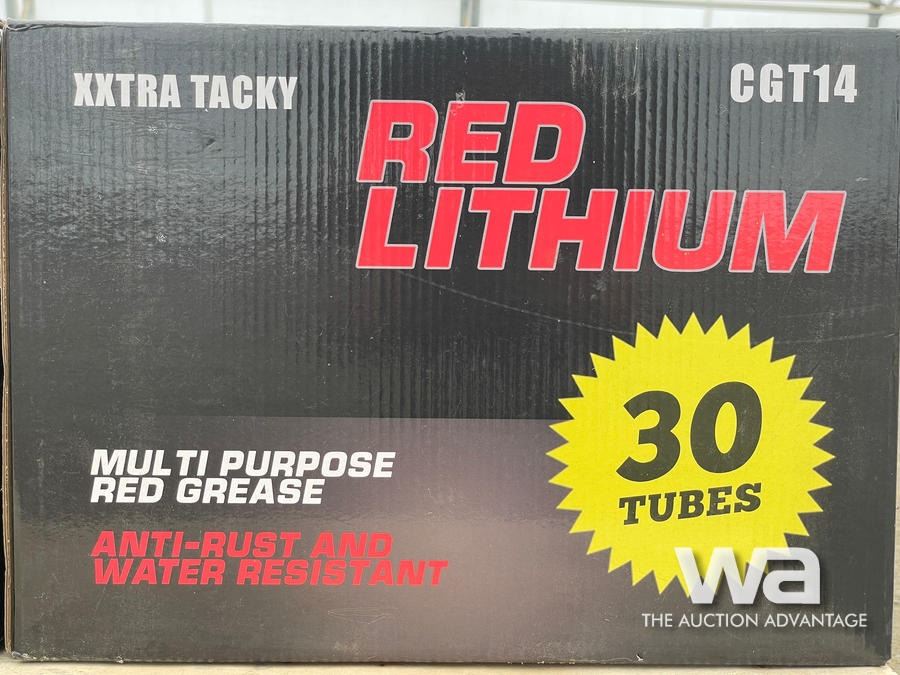 XXTRA TACKY
CGT14
RED
LITHIUM
30
TUBES
MULTI PURPOSE
RED GREASE
ANTI-RUST AND
WATER RESISTANT
wa
THE AUCTION ADVANTAGE